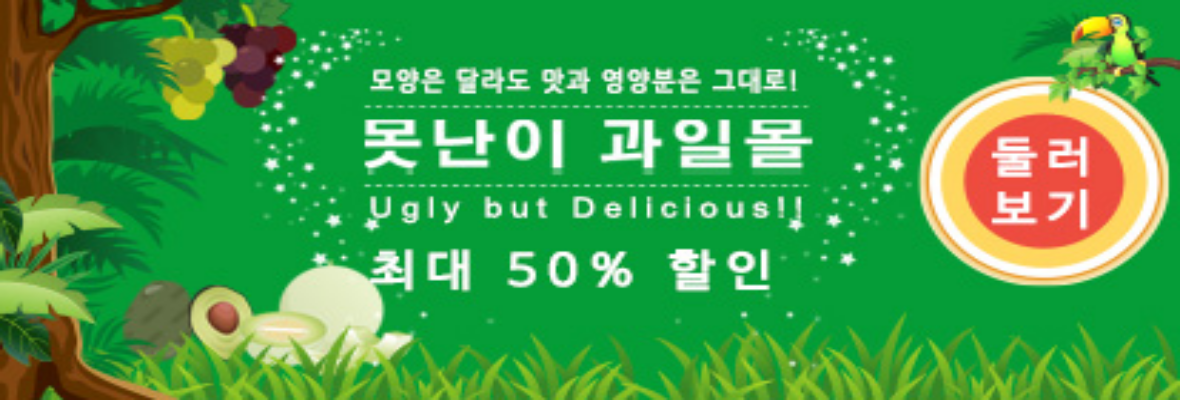 모양은 달라도 맛과 영양분은 그대로!
못난이 과일몰
Ugly but Delicious!!
최대 50% 할인
둘러
보기